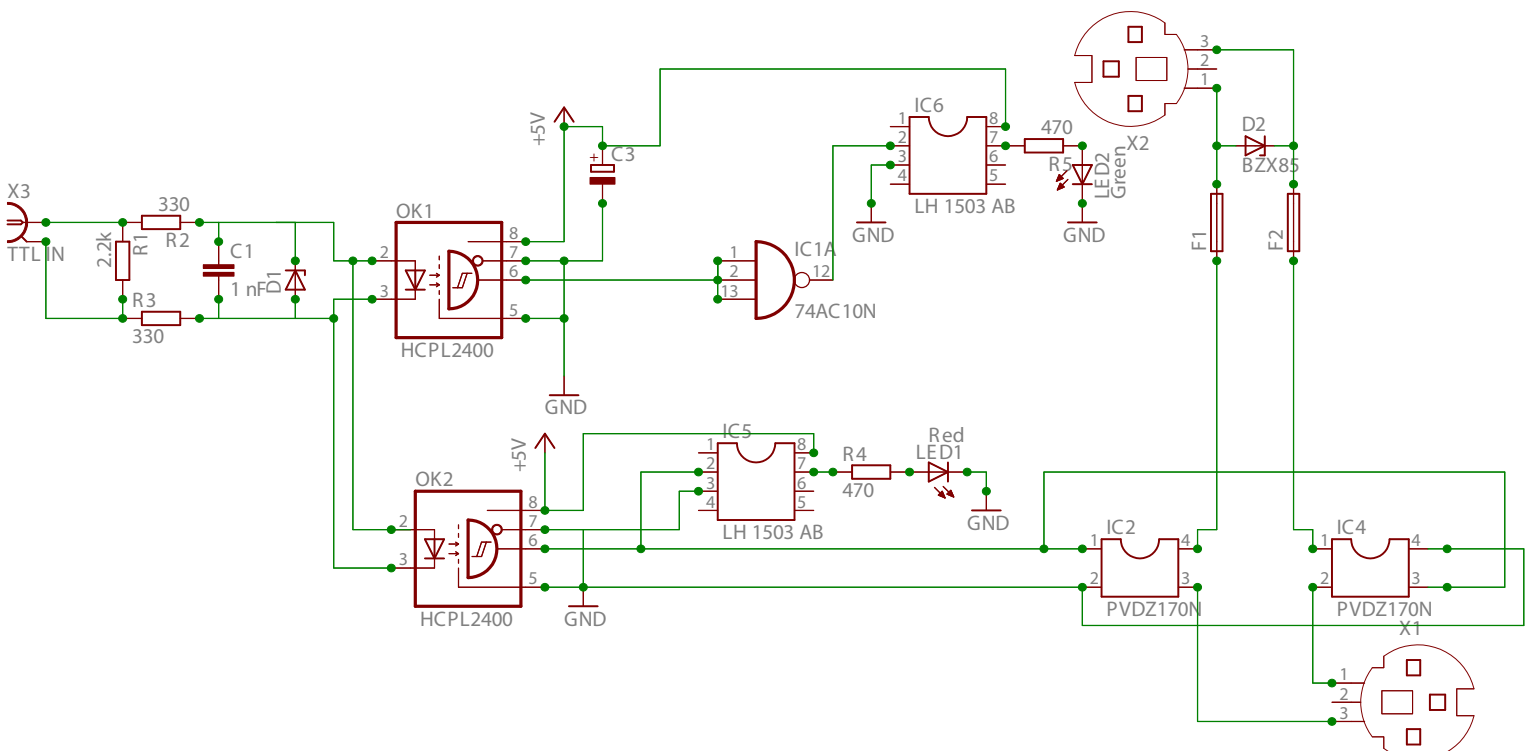 X3
TTL IN
2.2k
R1
330
R2
R3
330
C1
1 nF
D1
OK1
2
3
8
7
6
5
HCPL2400
+5V
+
C3
GND
1
2
13
IC1A
12
74AC10N
IC6
1
2
3
4
8
7
6
5
LH 1503 AB
GND
470
R5
LED2
Green
GND
3
2
1
X2
D2
BZX85
F1
F2
OK2
2
3
8
7
6
5
HCPL2400
+5V
GND
IC5
1
2
3
4
8
7
6
5
LH 1503 AB
R4
470
Red
LED1
GND
IC2
1
2
4
3
PVDZ170N
IC4
1
2
4
3
PVDZ170N
X1
1
2
3